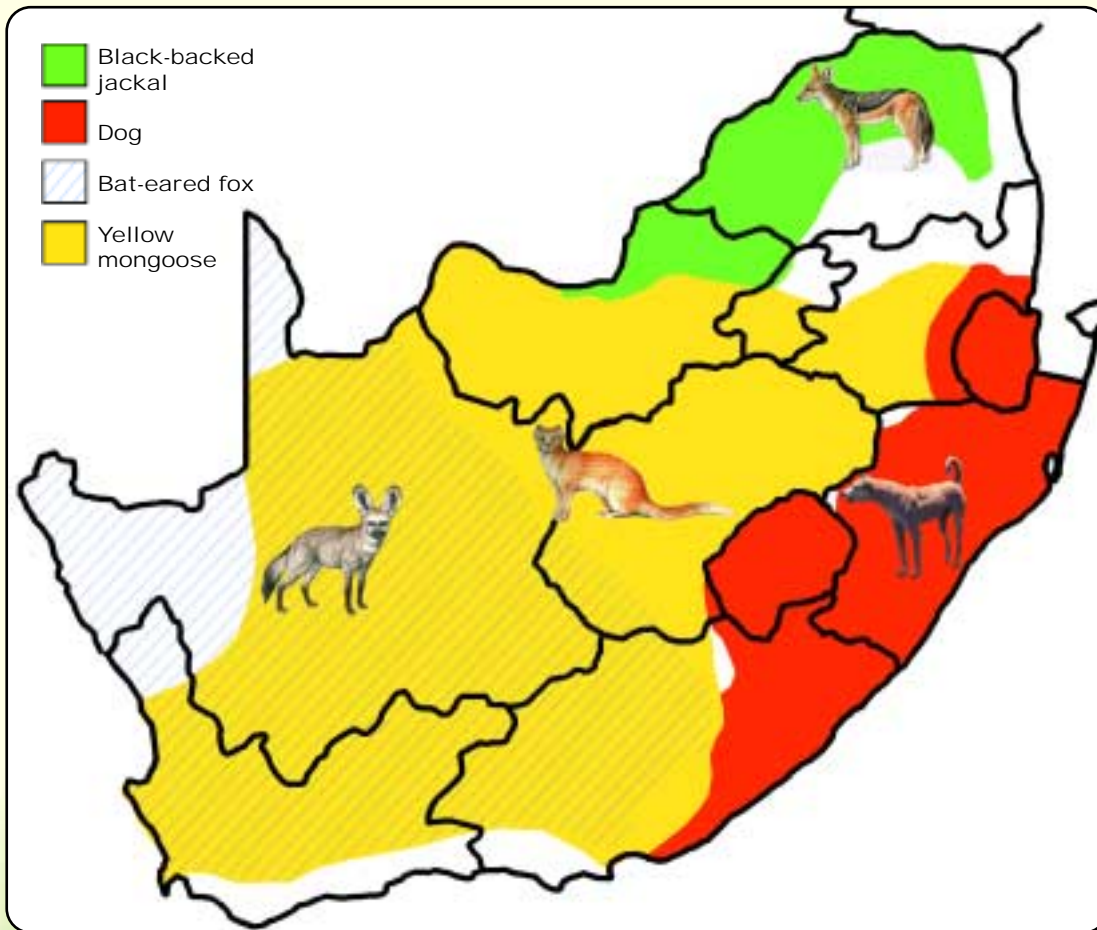 Black-backed
jackal
Dog
Bat-eared fox
Yellow
mongoose